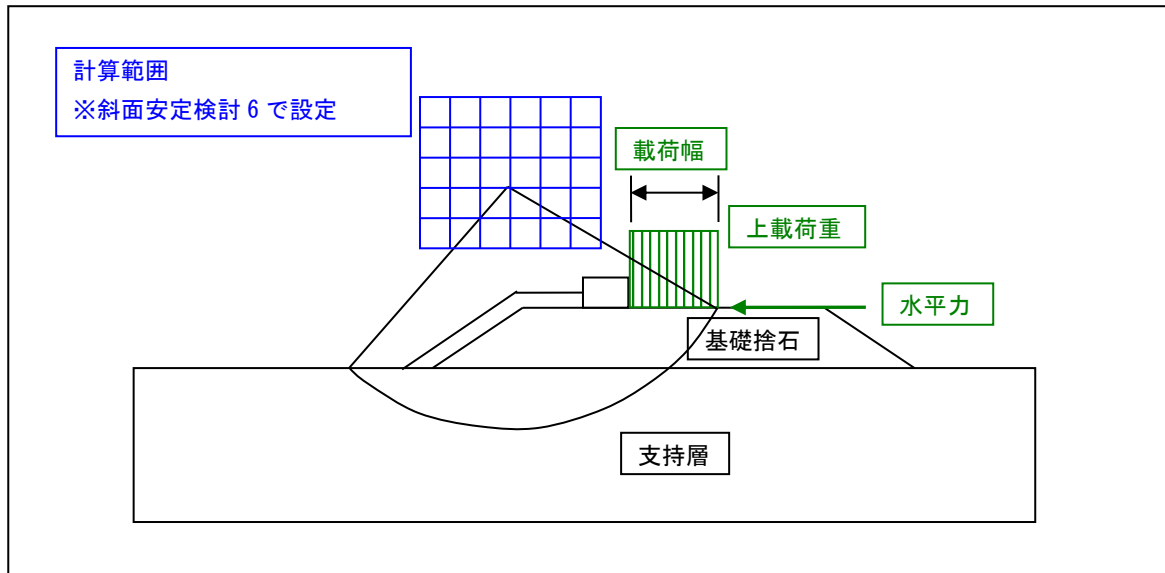 計算範囲
※斜面安定検討 6 で設定
載荷幅
上載荷重
水平力
基礎捨石
支持層